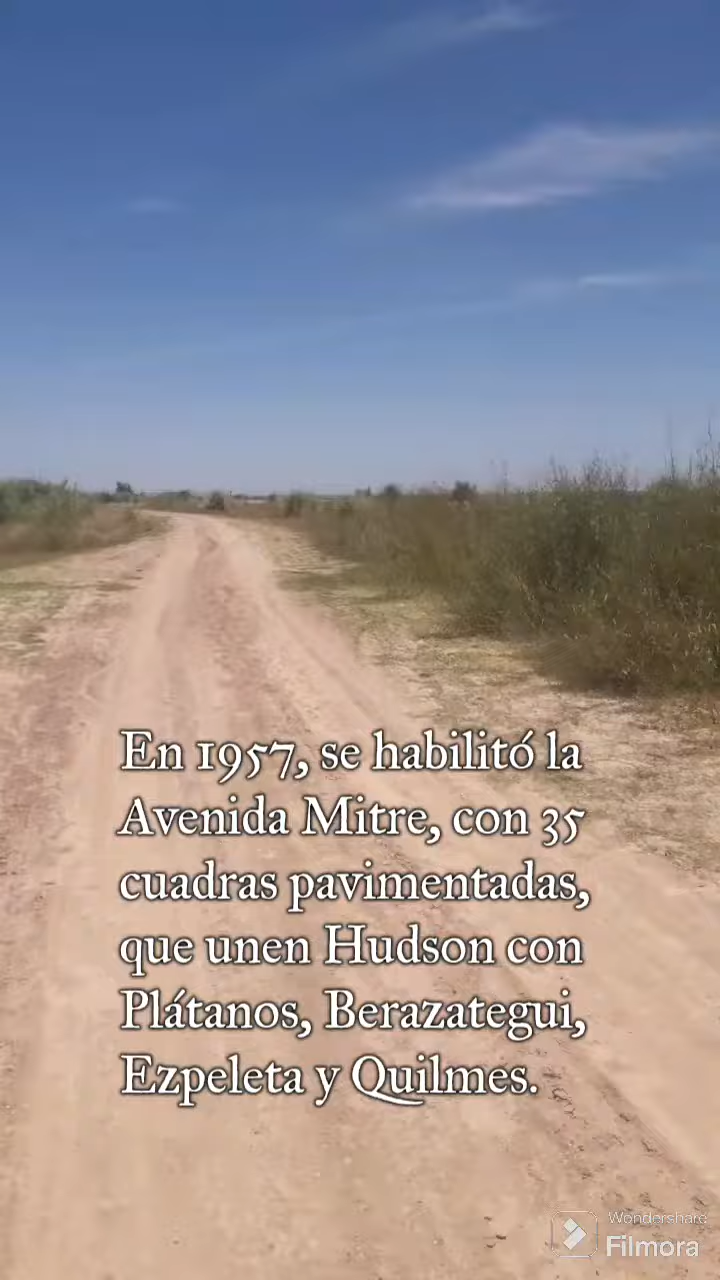 En 1957, se habilitó la
Avenida Mitre, con 35
cuadras pavimentadas,
que unen Hudson con
Plátanos, Berazategui,
Ezpeleta y Quilmes.
Wondershare
Filmora